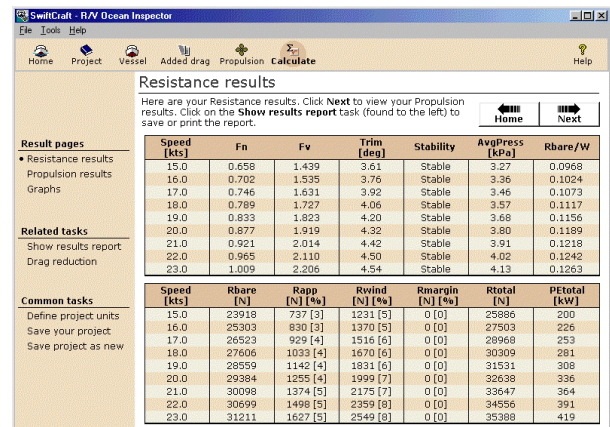 SwiftCraft - R/V Ocean Inspector
File Tools Help
Home Project Vessel Added drag Propulsion Calculate Help
Resistance results
Here are your Resistance results. Click Next to view your Propulsion
results. Click on the Show results report task (found to the left) to
save or print the report.
Home Next
Result pages
• Resistance results
Propulsion results
Graphs
Related tasks
Show results report
Drag reduction
Common tasks
Define project units
Save your project
Save project as new
Speed [kts] Fn Fv Trim [deg] Stability AvgPress [kPa] Rbare/W
15.0 0.658 1.439 3.61 Stable 3.27 0.0968
16.0 0.702 1.535 3.76 Stable 3.36 0.1024
17.0 0.746 1.631 3.92 Stable 3.46 0.1073
18.0 0.789 1.727 4.06 Stable 3.57 0.1117
19.0 0.833 1.823 4.20 Stable 3.68 0.1156
20.0 0.877 1.919 4.32 Stable 3.80 0.1189
21.0 0.921 2.014 4.42 Stable 3.91 0.1218
22.0 0.965 2.110 4.50 Stable 4.02 0.1242
23.0 1.009 2.206 4.54 Stable 4.13 0.1263
Speed [kts] Rbare [N] Rapp [N] [%] Rwind [N] [%] Rmargin [N] [%] Rtotal [N] PEtotal [kW]
15.0 23918 737 [3] 1231 [5] 0 [0] 25886 200
16.0 25303 830 [3] 1370 [5] 0 [0] 27503 226
17.0 26523 929 [4] 1516 [6] 0 [0] 28968 253
18.0 27606 1033 [4] 1670 [6] 0 [0] 30309 281
19.0 28559 1142 [4] 1831 [6] 0 [0] 31531 308
20.0 29384 1255 [4] 1999 [7] 0 [0] 32638 336
21.0 30098 1374 [5] 2175 [7] 0 [0] 33647 364
22.0 30699 1498 [5] 2359 [8] 0 [0] 34556 391
23.0 31211 1627 [5] 2549 [8] 0 [0] 35388 419